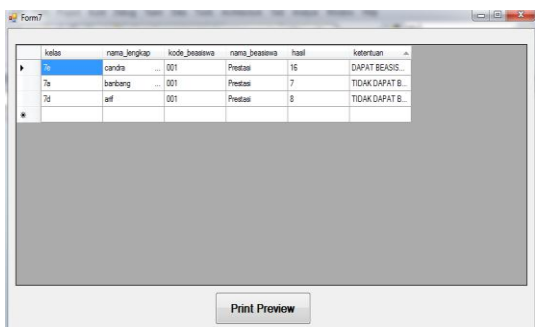 Form7
kelas nama_lengkap kode_beasiswa nama_beasiswa hasil ketentuan
7e candra ... 001 Prestasi 16 DAPAT BEASIS...
7a banbang ... 001 Prestasi 7 TIDAK DAPAT B...
7d arif ... 001 Prestasi 8 TIDAK DAPAT B...
Print Preview